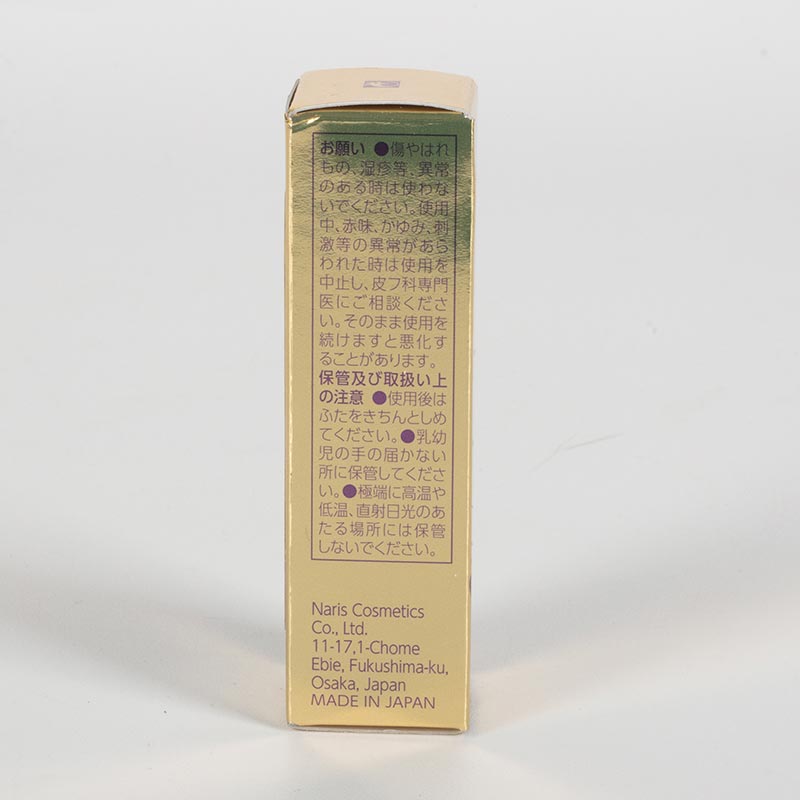 お願い ●傷やはれ
もの、湿疹等、異常
のある時は使わな
いでください。使用
中、赤味、かゆみ、刺
激等の異常があら
われた時は使用を
中止し、皮フ科専門
医にご相談くださ
い。そのまま使用を
続けますと悪化す
ることがあります。
保管及び取扱い上
の注意 ●使用後は
ふたをきちんとしめ
てください。●乳幼
児の手の届かない
所に保管してくださ
い。●極端に高温や
低温、直射日光のあ
たる場所には保管
しないでください。
Naris Cosmetics
Co., Ltd.
11-17,1-Chome
Ebie, Fukushima-ku,
Osaka, Japan
MADE IN JAPAN